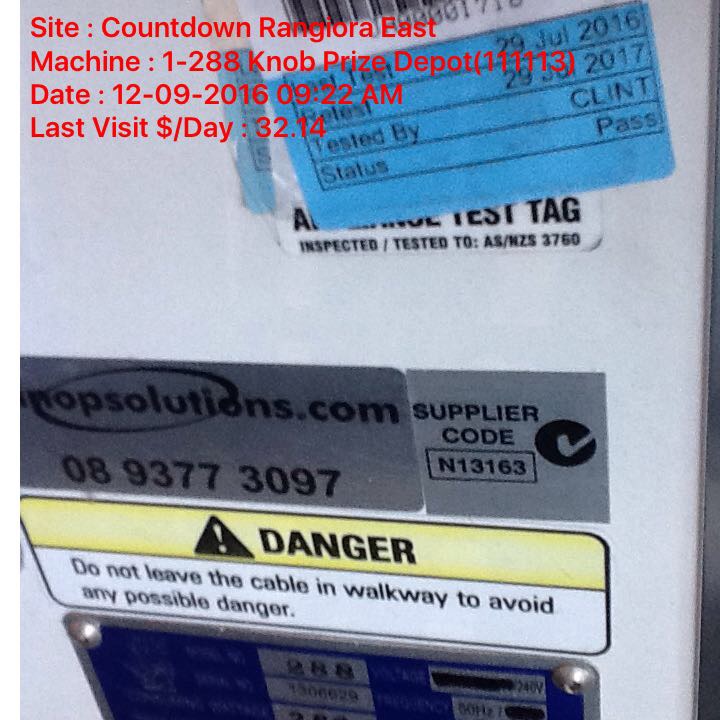 Site : Countdown Rangiora East
Machine : 1-288 Knob Prize Depot(111113)
Date : 12-09-2016 09:22 AM
Last Visit $/Day : 32.14
29 Jul 2016
2017
CLINT
Tested By
Pass
Status
TEST TAG
INSPECTED / TESTED TO: AS/NZS 3760
SUPPLIER
CODE
N13163
08 9377 3097
DANGER
Do not leave the cable in walkway to avoid
any possible danger.
288
1306629
240V
50Hz